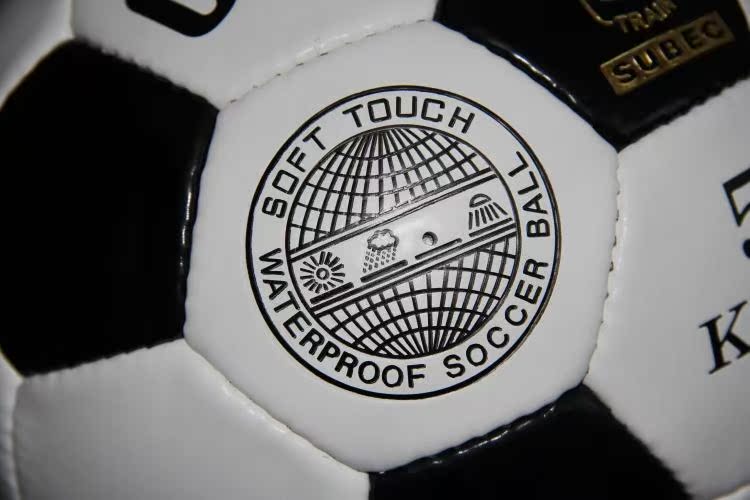 TRAIN
SUBEC
SOFT TOUCH
WATERPROOF SOCCER BALL
K